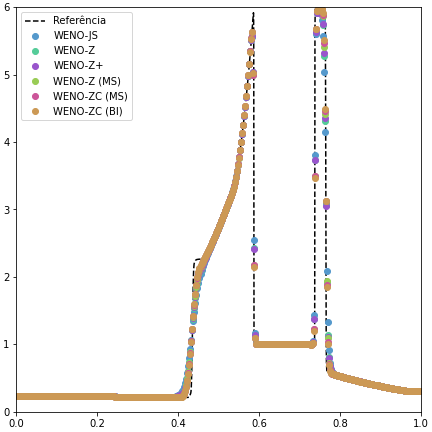 6
5
4
3
2
1
0
Referência
WENO-JS
WENO-Z
WENO-Z+
WENO-Z (MS)
WENO-ZC (MS)
WENO-ZC (BI)
0.0 0.2 0.4 0.6 0.8 1.0